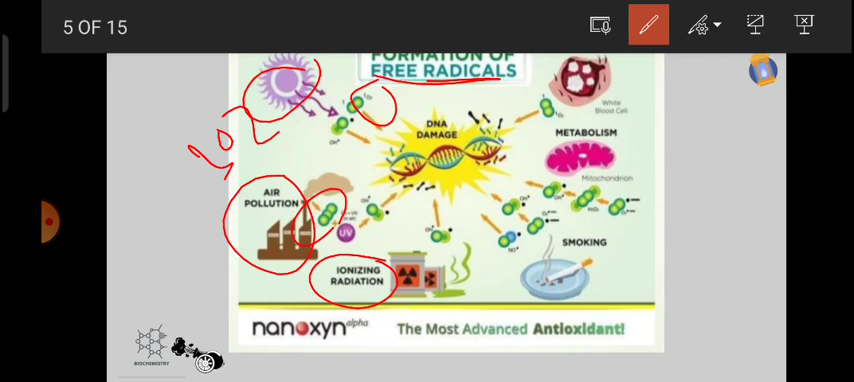 5 OF 15
FORMATION OF
FREE RADICALS
White
Blood Cell
DNA
DAMAGE
METABOLISM
Mitochondrion
AIR
POLLUTION
UV
SMOKING
IONIZING
RADIATION
nanoxyn alpha
The Most Advanced Antioxidant!
BIOCHEMISTRY